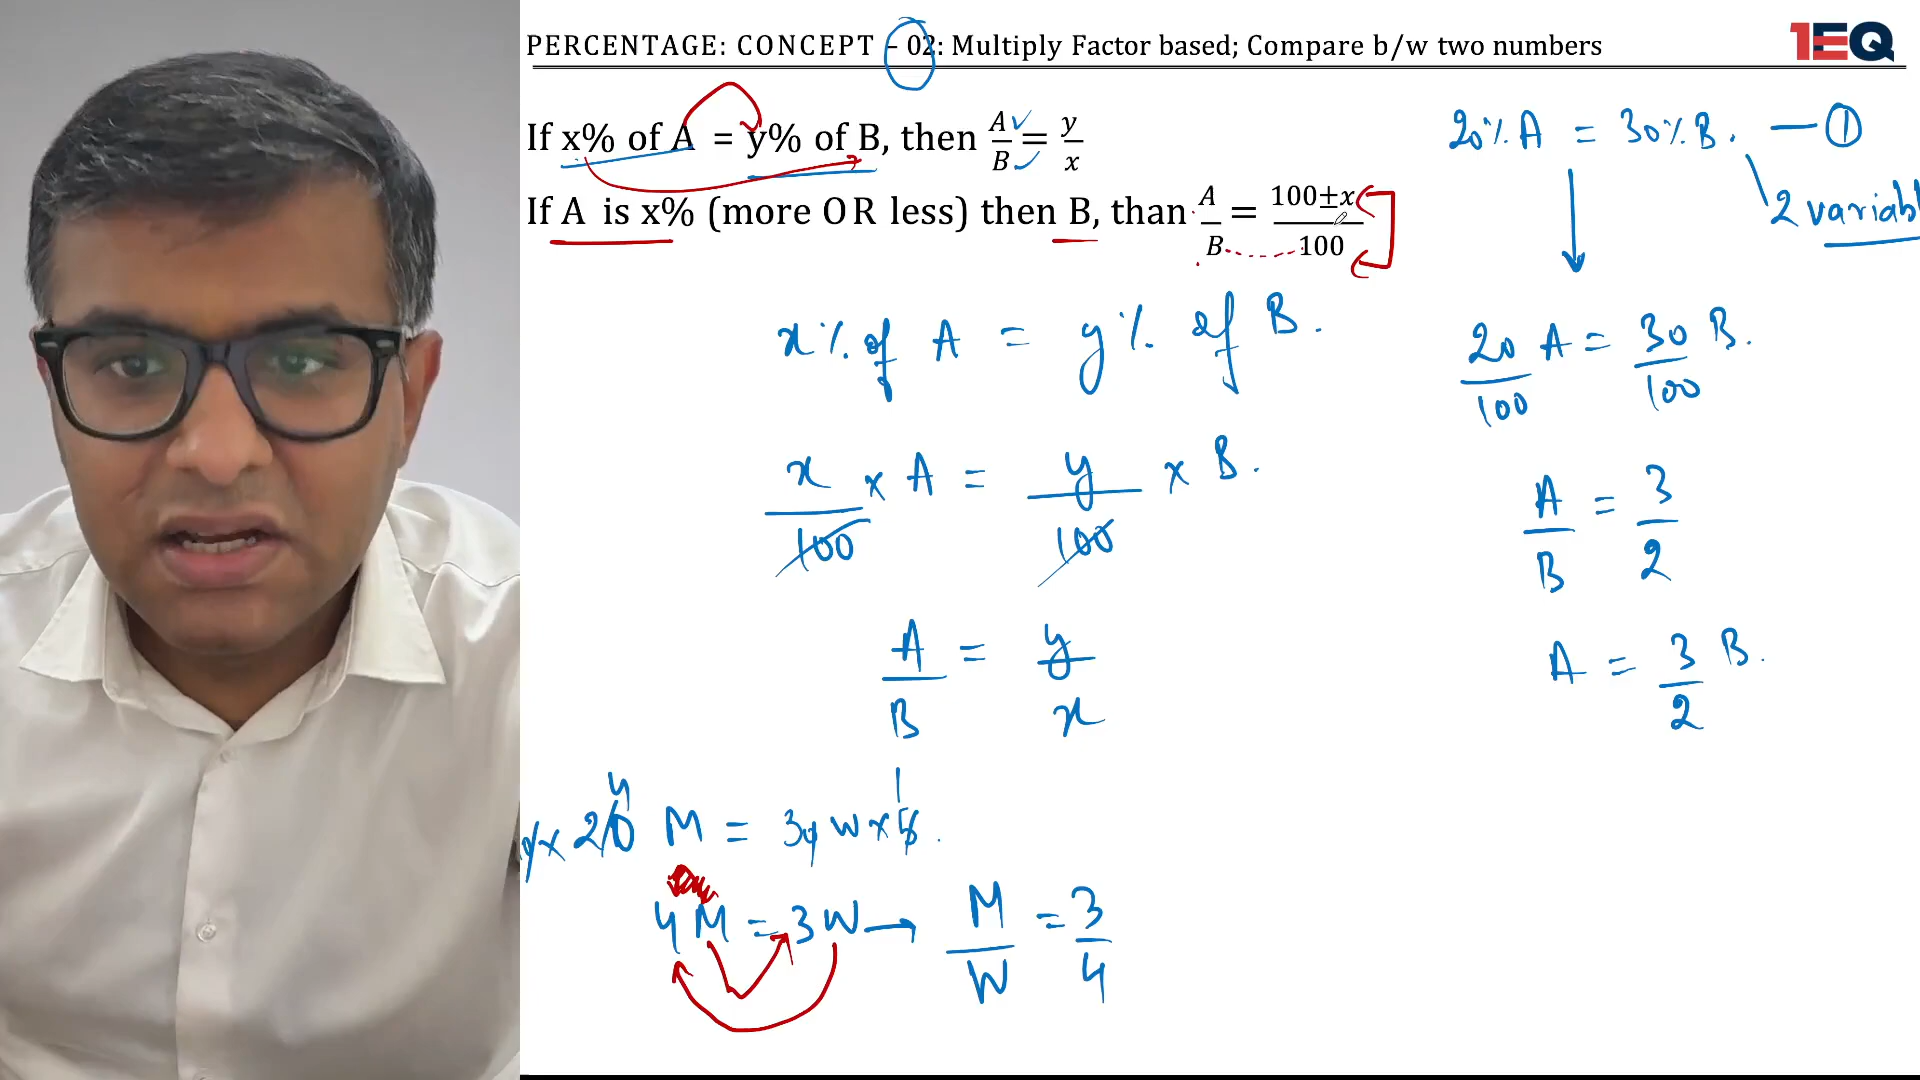 PERCENTAGE: CONCEPT – 02: Multiply Factor based; Compare b/w two numbers
1EQ
If x% of A = y% of B, then A/B = y/x
If A is x% (more OR less) then B, than A/B = 100±x/100
20% A = 30% B. — ①
2 variabl
20/100 A = 30/100 B.
A/B = 3/2
A = 3/2 B.
x% of A = y% of B.
x/100 × A = y/100 × B.
A/B = y/x
M = W ×
4M = 3W → M/W = 3/4